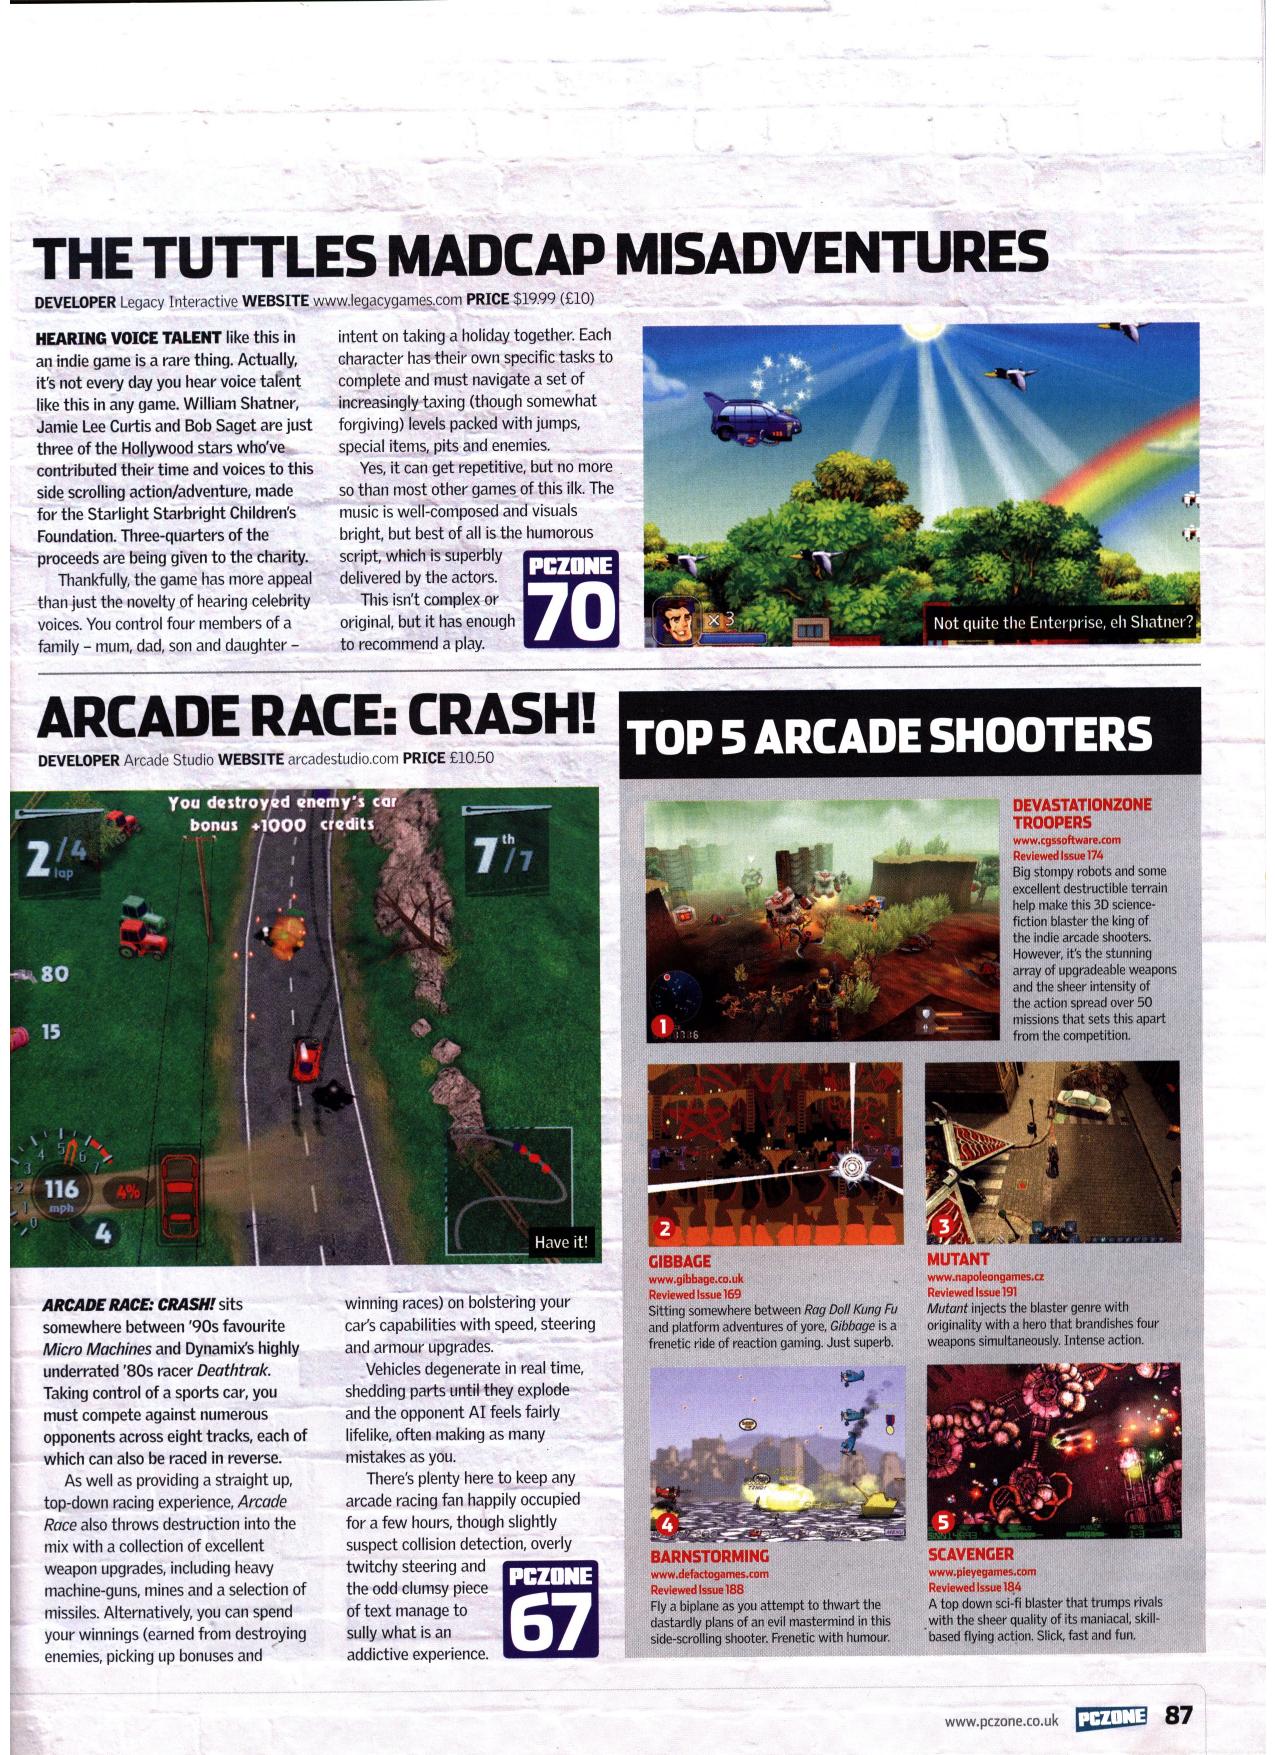 THE TUTTLES MADCAP MISADVENTURES
DEVELOPER Legacy Interactive WEBSITE www.legacygames.com PRICE $19.99 (£10)
HEARING VOICE TALENT like this in
an indie game is a rare thing. Actually,
it's not every day you hear voice talent
like this in any game. William Shatner,
Jamie Lee Curtis and Bob Saget are just
three of the Hollywood stars who've
contributed their time and voices to this
side scrolling action/adventure, made
for the Starlight Starbright Children's
Foundation. Three-quarters of the
proceeds are being given to the charity.
Thankfully, the game has more appeal
than just the novelty of hearing celebrity
voices. You control four members of a
family – mum, dad, son and daughter –
intent on taking a holiday together. Each
character has their own specific tasks to
complete and must navigate a set of
increasingly taxing (though somewhat
forgiving) levels packed with jumps,
special items, pits and enemies.
Yes, it can get repetitive, but no more
so than most other games of this ilk. The
music is well-composed and visuals
bright, but best of all is the humorous
script, which is superbly
delivered by the actors.
This isn't complex or
original, but it has enough
to recommend a play.
PCZONE
70
x 3
Not quite the Enterprise, eh Shatner?
ARCADE RACE: CRASH!
DEVELOPER Arcade Studio WEBSITE arcadestudio.com PRICE £10.50
You destroyed enemy's car
bonus +1000 credits
2/4
lap
7th/7
80
15
116
mph
4%
4
Have it!
ARCADE RACE: CRASH! sits
somewhere between '90s favourite
Micro Machines and Dynamix's highly
underrated '80s racer Deathtrak.
Taking control of a sports car, you
must compete against numerous
opponents across eight tracks, each of
which can also be raced in reverse.
As well as providing a straight up,
top-down racing experience, Arcade
Race also throws destruction into the
mix with a collection of excellent
weapon upgrades, including heavy
machine-guns, mines and a selection of
missiles. Alternatively, you can spend
your winnings (earned from destroying
enemies, picking up bonuses and
winning races) on bolstering your
car's capabilities with speed, steering
and armour upgrades.
Vehicles degenerate in real time,
shedding parts until they explode
and the opponent AI feels fairly
lifelike, often making as many
mistakes as you.
There's plenty here to keep any
arcade racing fan happily occupied
for a few hours, though slightly
suspect collision detection, overly
twitchy steering and
the odd clumsy piece
of text manage to
sully what is an
addictive experience.
PCZONE
67
TOP 5 ARCADE SHOOTERS
1
DEVASTATIONZONE
TROOPERS
www.cgssoftware.com
Reviewed Issue 174
Big stompy robots and some
excellent destructible terrain
help make this 3D science-
fiction blaster the king of
the indie arcade shooters.
However, it's the stunning
array of upgradeable weapons
and the sheer intensity of
the action spread over 50
missions that sets this apart
from the competition.
2
GIBBAGE
www.gibbage.co.uk
Reviewed Issue 169
Sitting somewhere between Rag Doll Kung Fu
and platform adventures of yore, Gibbage is a
frenetic ride of reaction gaming. Just superb.
3
MUTANT
www.napoleongames.cz
Reviewed Issue 191
Mutant injects the blaster genre with
originality with a hero that brandishes four
weapons simultaneously. Intense action.
4
BARNSTORMING
www.defactogames.com
Reviewed Issue 188
Fly a biplane as you attempt to thwart the
dastardly plans of an evil mastermind in this
side-scrolling shooter. Frenetic with humour.
5
SCAVENGER
www.pieyegames.com
Reviewed Issue 184
A top down sci-fi blaster that trumps rivals
with the sheer quality of its maniacal, skill-
based flying action. Slick, fast and fun.
www.pczone.co.uk PCZONE 87